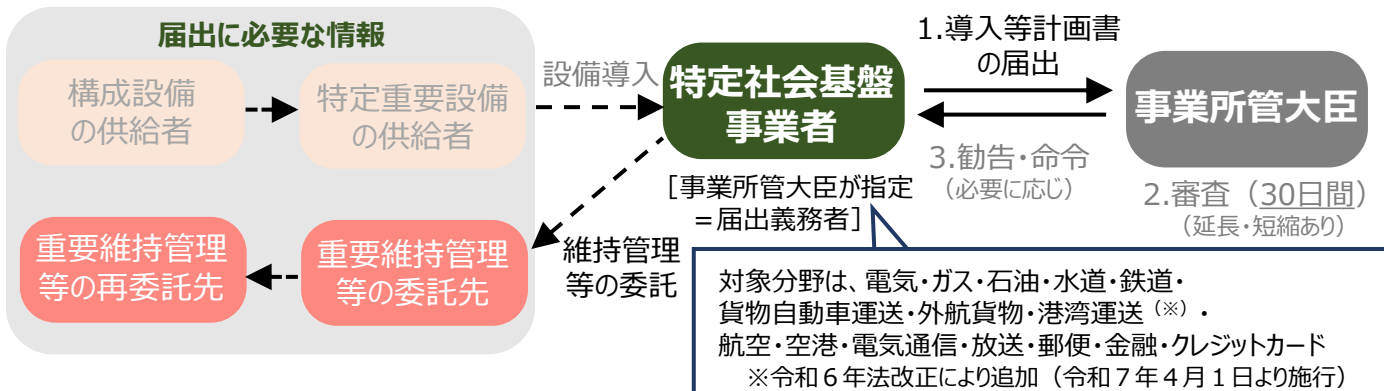 届出に必要な情報
構成設備
の供給者
特定重要設備
の供給者
設備導入
特定社会基盤
事業者
1.導入等計画書
の届出
事業所管大臣
3.勧告・命令
（必要に応じ）
2.審査（30日間）
（延長・短縮あり）
［事業所管大臣が指定
＝届出義務者］
重要維持管理
等の再委託先
重要維持管理
等の委託先
維持管理
等の委託
対象分野は、電気・ガス・石油・水道・鉄道・
貨物自動車運送・外航貨物・港湾運送（※）・
航空・空港・電気通信・放送・郵便・金融・クレジットカード
※令和６年法改正により追加（令和７年４月１日より施行）